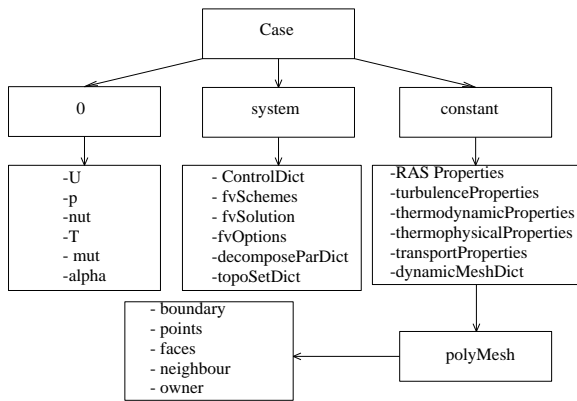 Case
0
system
constant
-U
-p
-nut
-T
- mut
-alpha
- ControlDict
- fvSchemes
- fvSolution
-fvOptions
-decomposeParDict
-topoSetDict
-RAS Properties
-turbulenceProperties
-thermodynamicProperties
-thermophysicalProperties
-transportProperties
-dynamicMeshDict
- boundary
- points
- faces
- neighbour
- owner
polyMesh